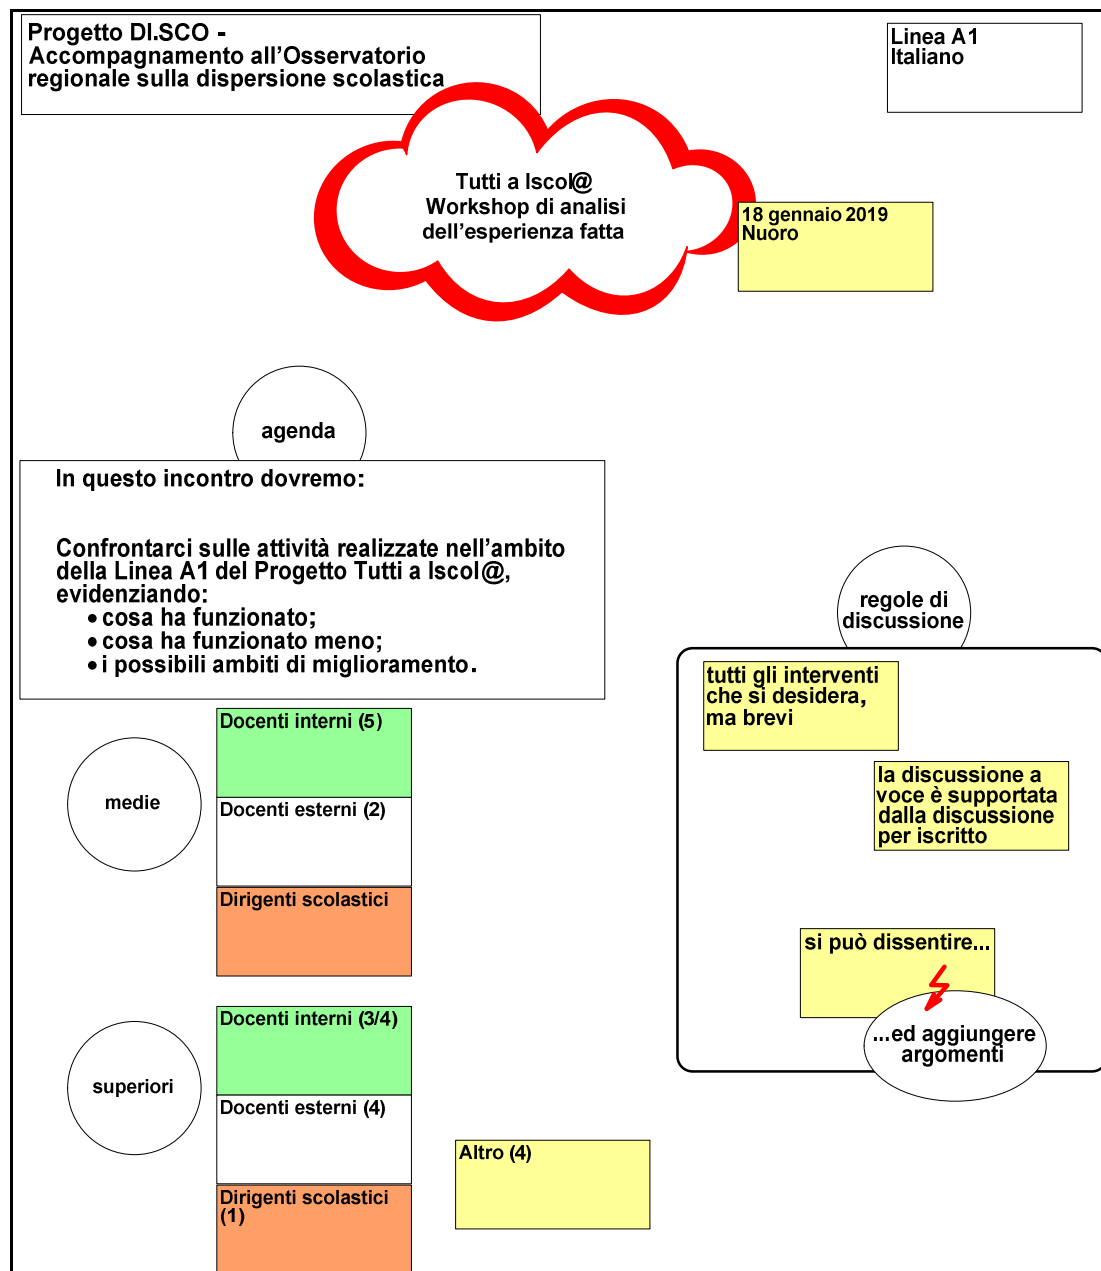 Progetto DI.SCO -
Accompagnamento all'Osservatorio
regionale sulla dispersione scolastica
Linea A1
Italiano
Tutti a Iscol@
Workshop di analisi
dell'esperienza fatta
18 gennaio 2019
Nuoro
agenda
In questo incontro dovremo:
Confrontarci sulle attività realizzate nell'ambito
della Linea A1 del Progetto Tutti a Iscol@,
evidenziando:
• cosa ha funzionato;
• cosa ha funzionato meno;
• i possibili ambiti di miglioramento.
regole di
discussione
tutti gli interventi
che si desidera,
ma brevi
la discussione a
voce è supportata
dalla discussione
per iscritto
si può dissentire...
...ed aggiungere
argomenti
medie
Docenti interni (5)
Docenti esterni (2)
Dirigenti scolastici
superiori
Docenti interni (3/4)
Docenti esterni (4)
Dirigenti scolastici
(1)
Altro (4)